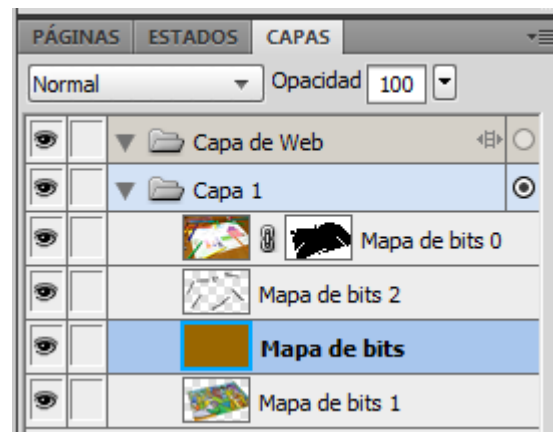 PÁGINAS ESTADOS CAPAS
Normal Opacidad 100
Capa de Web
Capa 1
Mapa de bits 0
Mapa de bits 2
Mapa de bits
Mapa de bits 1